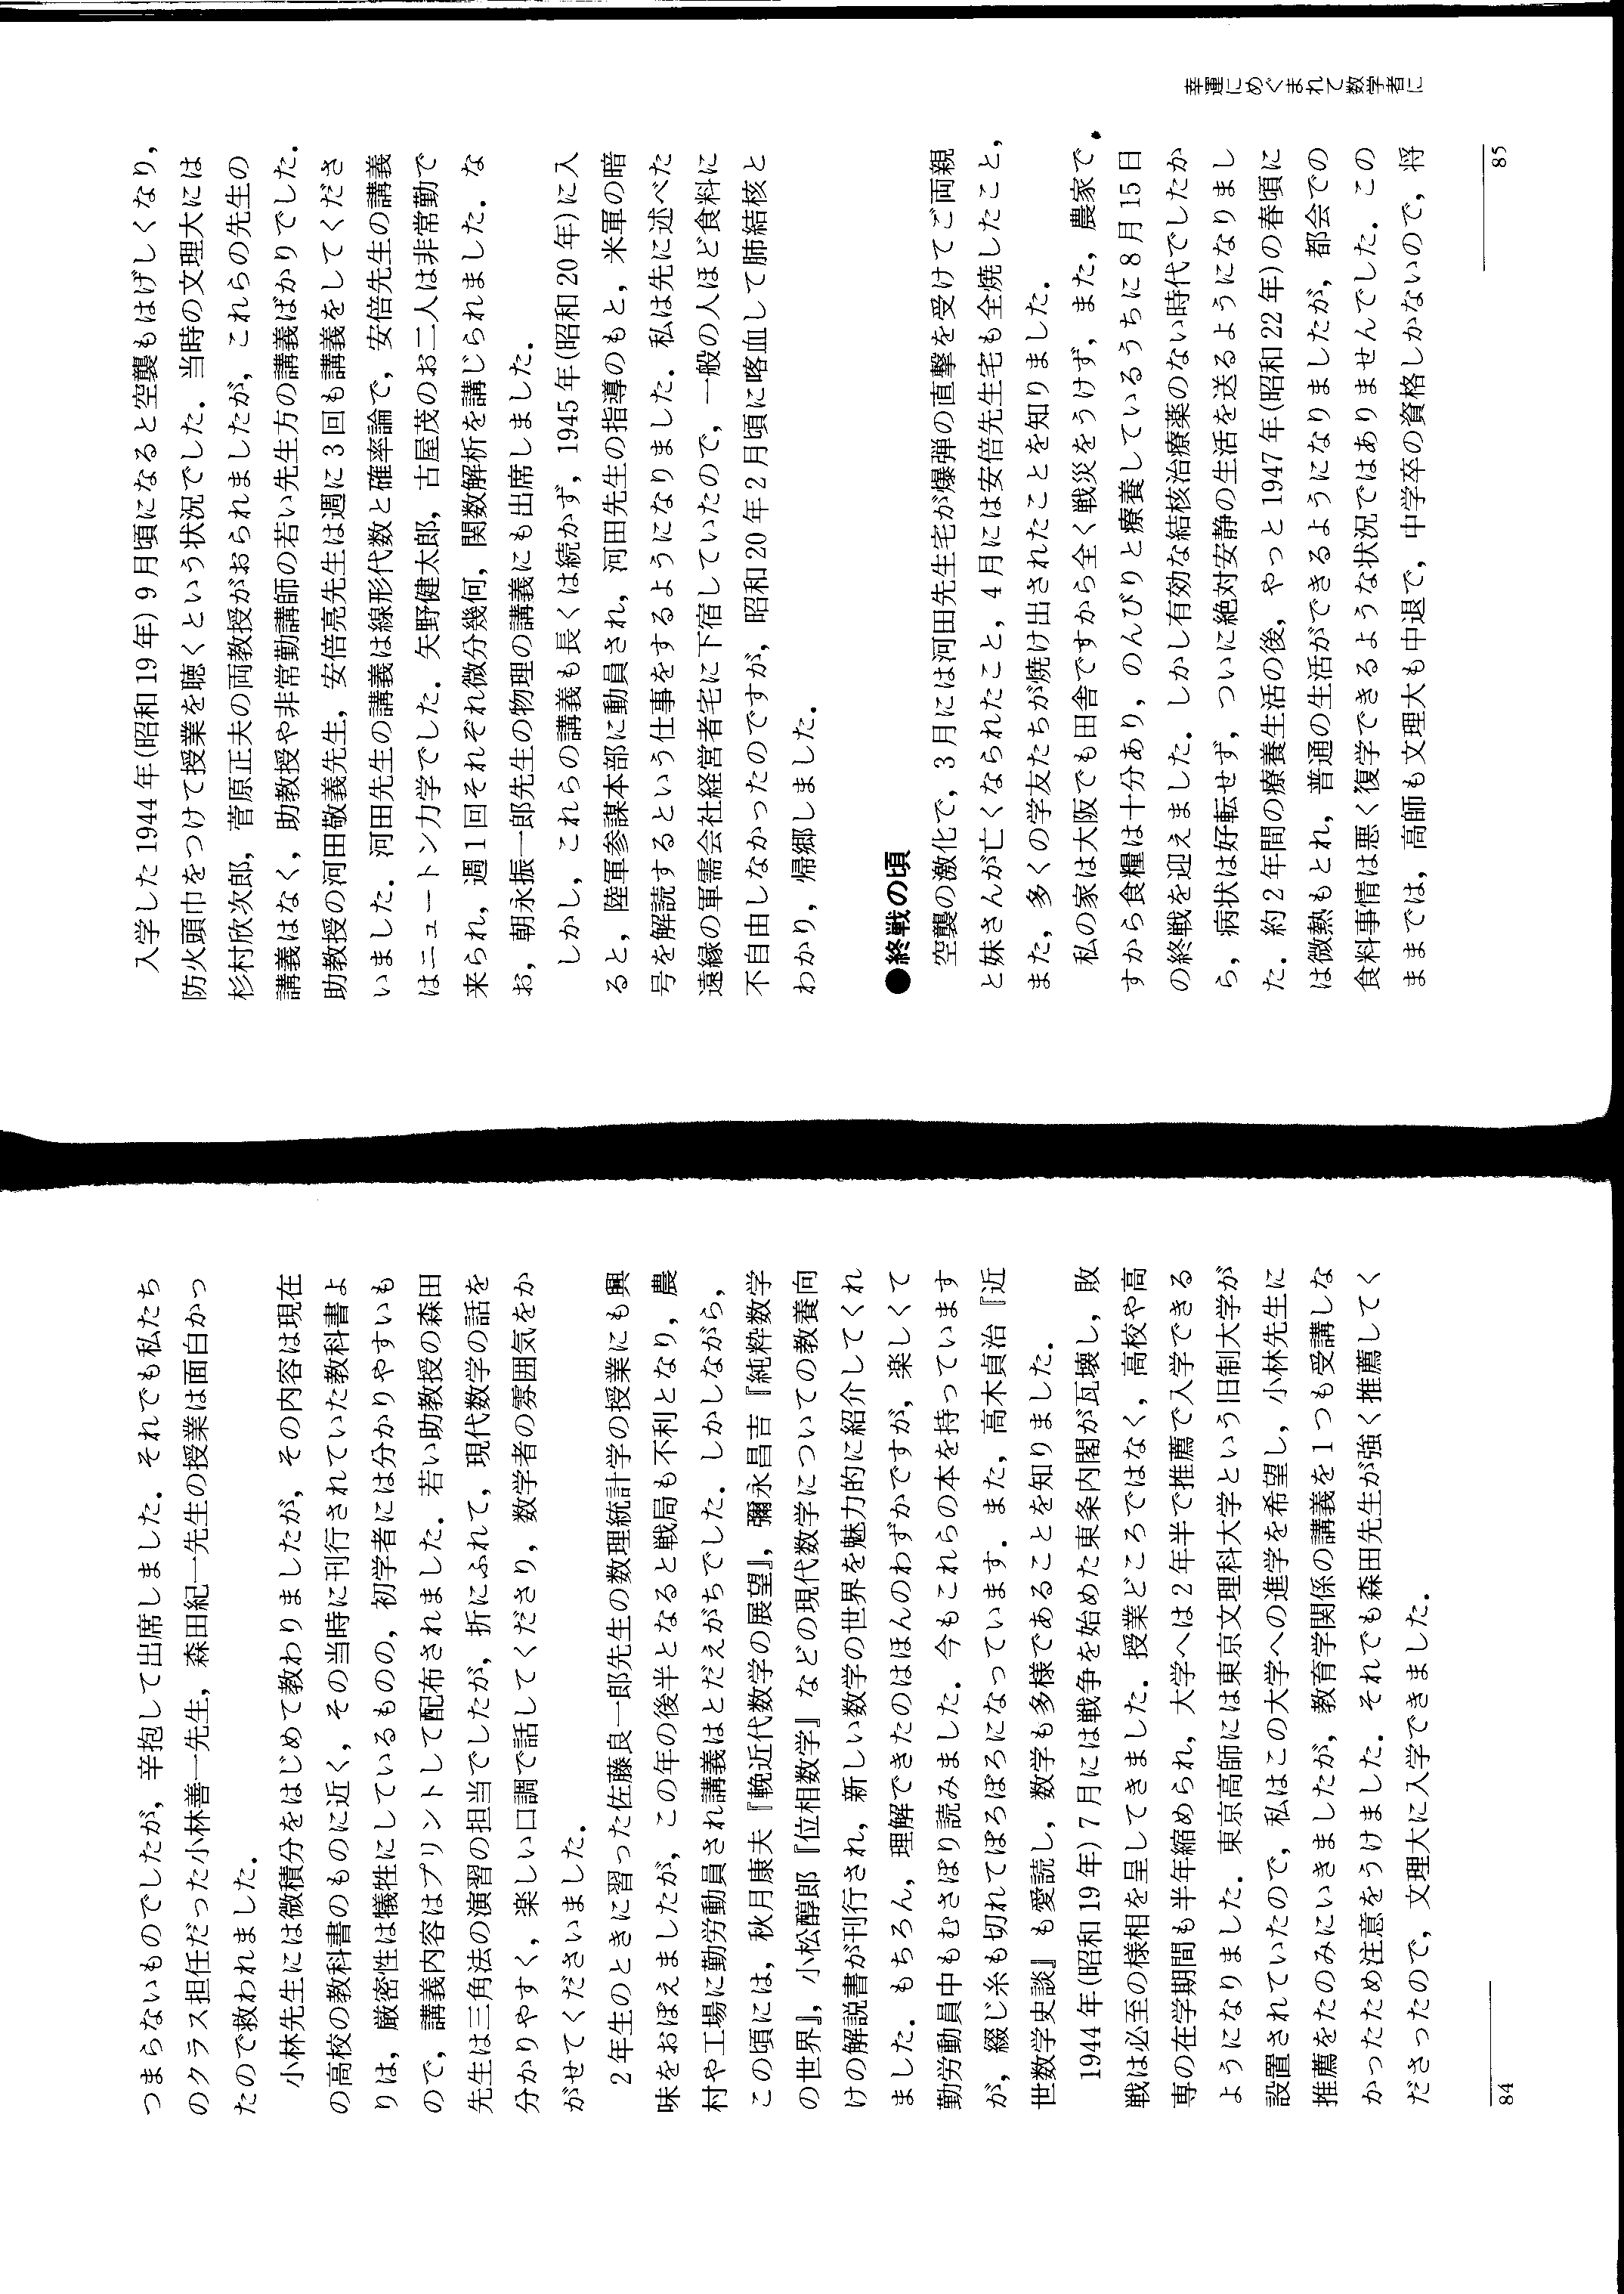 つまらないものでしたが，辛抱して出席しました．それでも私たち
のクラス担任だった小林善一先生，森田紀一先生の授業は面白かっ
たので救われました．
小林先生には微積分をはじめて教わりましたが，その内容は現在
の高校の教科書のものに近く，その当時に刊行されていた教科書よ
りは，厳密性は犠牲にしているものの，初学者には分かりやすいも
ので，講義内容はプリントして配布されました．若い助教授の森田
先生は三角法の演習の担当でしたが，折にふれて，現代数学の話を
分かりやすく，楽しい口調で話してくださり，数学者の雰囲気をか
がせてくださいました．
2年生のときに習った佐藤良一郎先生の数理統計学の授業にも興
味をおぼえましたが，この年の後半となると戦局も不利となり，農
村や工場に勤労動員され講義はとだえがちでした．しかしながら，
この頃には，秋月康夫『輓近代数学の展望』，彌永昌吉『純粋数学
の世界』，小松醇郎『位相数学』などの現代数学についての教養向
けの解説書が刊行され，新しい数学の世界を魅力的に紹介してくれ
ました．もちろん，理解できたのはほんのわずかですが，楽しくて
勤労動員中もむさぼり読みました．今もこれらの本を持っています
が，綴じ糸も切れてぼろぼろになっています．また，高木貞治『近
世数学史談』も愛読し，数学も多様であることを知りました．
1944年(昭和19年)7月には戦争を始めた東条内閣が瓦壊し，敗
戦は必至の様相を呈してきました．授業どころではなく，高校や高
専の在学期間も半年縮められ，大学へは2年半で推薦で入学できる
ようになりました．東京高師には東京文理科大学という旧制大学が
設置されていたので，私はこの大学への進学を希望し，小林先生に
推薦をたのみにいきましたが，教育学関係の講義を1つも受講しな
かったため注意をうけました．それでも森田先生が強く推薦してく
ださったので，文理大に入学できました．
84
入学した1944年(昭和19年)9月頃になると空襲もはげしくなり，
防火頭巾をつけて授業を聴くという状況でした．当時の文理大には
杉村欣次郎，菅原正夫の両教授がおられましたが，これらの先生の
講義はなく，助教授や非常勤講師の若い先生方の講義ばかりでした．
助教授の河田敬義先生，安倍亮先生は週に3回も講義をしてくださ
いました．河田先生の講義は線形代数と確率論で，安倍先生の講義
はニュートン力学でした．矢野健太郎，古屋茂のお二人は非常勤で
来られ，週1回それぞれ微分幾何，関数解析を講じられました．な
お，朝永振一郎先生の物理の講義にも出席しました．
しかし，これらの講義も長くは続かず，1945年(昭和20年)に入
ると，陸軍参謀本部に動員され，河田先生の指導のもと，米軍の暗
号を解読するという仕事をするようになりました．私は先に述べた
遠縁の軍需会社経営者宅に下宿していたので，一般の人ほど食料に
不自由しなかったのですが，昭和20年2月頃に喀血して肺結核と
わかり，帰郷しました．
●終戦の頃
空襲の激化で，3月には河田先生宅が爆弾の直撃を受けてご両親
と妹さんが亡くなられたこと，4月には安倍先生宅も全焼したこと，
また，多くの学友たちが焼け出されたことを知りました．
私の家は大阪でも田舎ですから全く戦災をうけず，また，農家で
すから食糧は十分あり，のんびりと療養しているうちに8月15日
の終戦を迎えました．しかし有効な結核治療薬のない時代でしたか
ら，病状は好転せず，ついに絶対安静の生活を送るようになりまし
た．約2年間の療養生活の後，やっと1947年(昭和22年)の春頃に
は微熱もとれ，普通の生活ができるようになりましたが，都会での
食料事情は悪く復学できるような状況ではありませんでした．この
ままでは，高師も文理大も中退で，中学卒の資格しかないので，将
幸運にめぐまれて数学者に
85